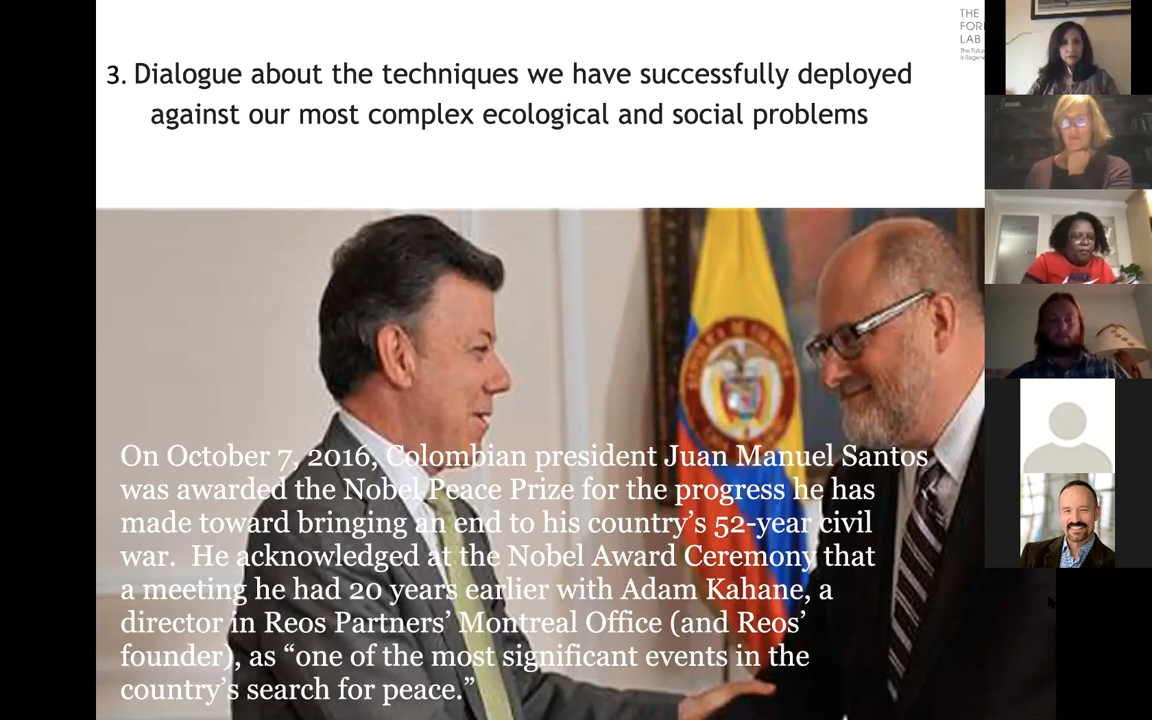 THE
FOR
LAB
3. Dialogue about the techniques we have successfully deployed
against our most complex ecological and social problems
On October 7, 2016, Colombian president Juan Manuel Santos
was awarded the Nobel Peace Prize for the progress he has
made toward bringing an end to his country’s 52-year civil
war. He acknowledged at the Nobel Award Ceremony that
a meeting he had 20 years earlier with Adam Kahane, a
director in Reos Partners’ Montreal Office (and Reos’
founder), as “one of the most significant events in the
country’s search for peace.”